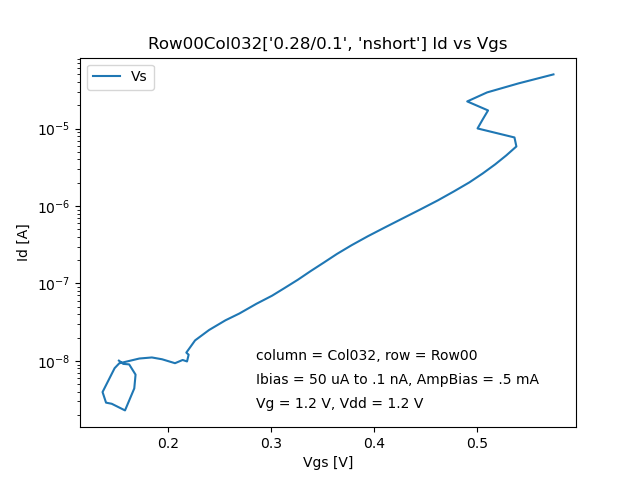 Row00Col032['0.28/0.1', 'nshort'] Id vs Vgs
Vs
10⁻⁵
10⁻⁶
10⁻⁷
10⁻⁸
Id [A]
column = Col032, row = Row00
Ibias = 50 uA to .1 nA, AmpBias = .5 mA
Vg = 1.2 V, Vdd = 1.2 V
0.2 0.3 0.4 0.5
Vgs [V]